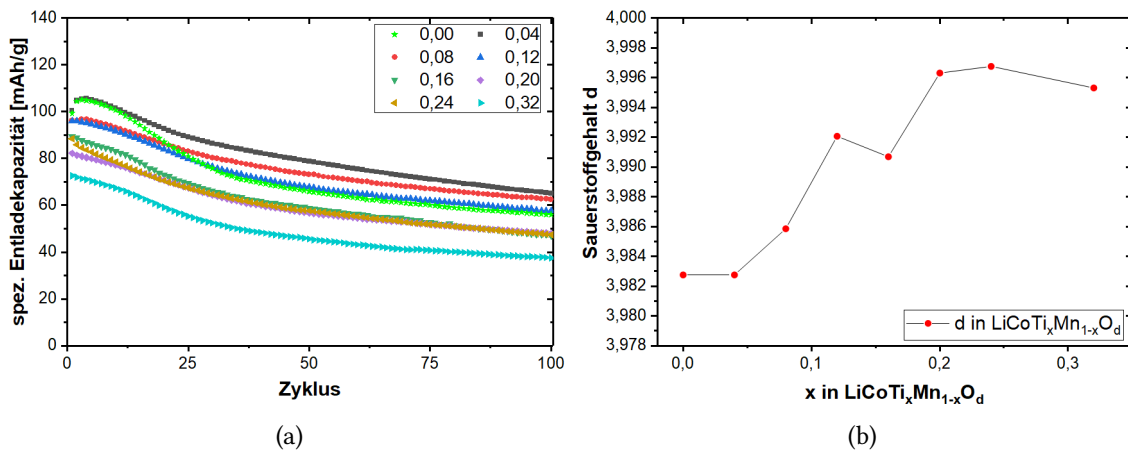 spez. Entladekapazität [mAh/g]
140
120
100
80
60
40
20
0
0,00 0,04
0,08 0,12
0,16 0,20
0,24 0,32
0 25 50 75 100
Zyklus
(a)
Sauerstoffgehalt d
4,000
3,998
3,996
3,994
3,992
3,990
3,988
3,986
3,984
3,982
3,980
3,978
d in LiCoTiₓMn₁₋ₓO_d
0,0 0,1 0,2 0,3
x in LiCoTiₓMn₁₋ₓO_d
(b)